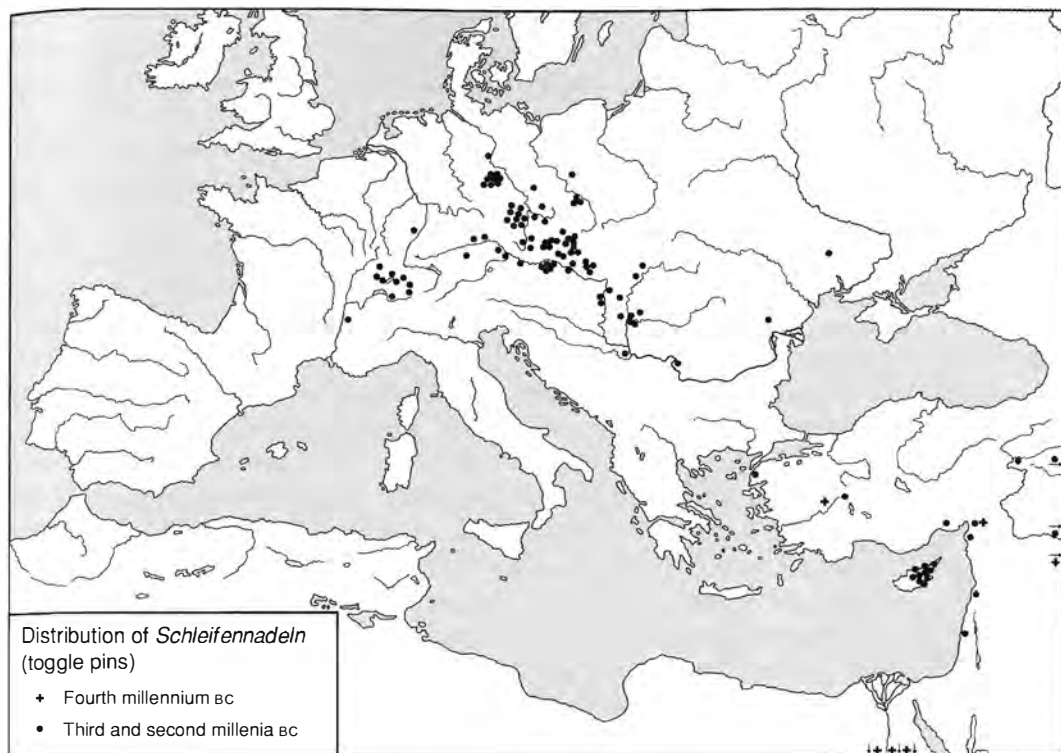 Distribution of Schleifennadeln
(toggle pins)
+ Fourth millennium BC
• Third and second millenia BC